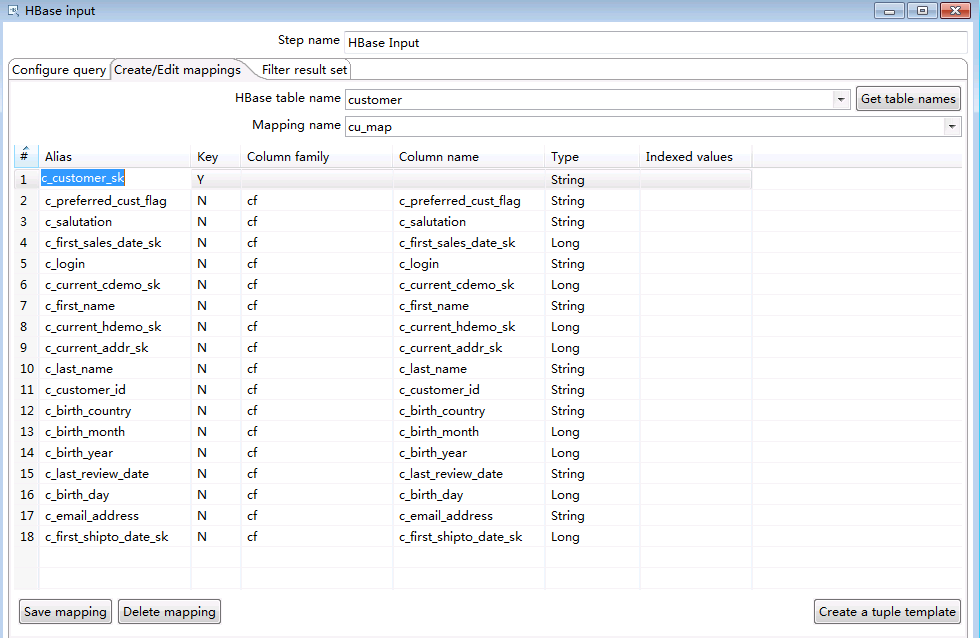 HBase input
Step name HBase Input
Configure query Create/Edit mappings Filter result set
HBase table name customer Get table names
Mapping name cu_map
# Alias Key Column family Column name Type Indexed values
1 c_customer_sk Y String
2 c_preferred_cust_flag N cf c_preferred_cust_flag String
3 c_salutation N cf c_salutation String
4 c_first_sales_date_sk N cf c_first_sales_date_sk Long
5 c_login N cf c_login String
6 c_current_cdemo_sk N cf c_current_cdemo_sk Long
7 c_first_name N cf c_first_name String
8 c_current_hdemo_sk N cf c_current_hdemo_sk Long
9 c_current_addr_sk N cf c_current_addr_sk Long
10 c_last_name N cf c_last_name String
11 c_customer_id N cf c_customer_id String
12 c_birth_country N cf c_birth_country String
13 c_birth_month N cf c_birth_month Long
14 c_birth_year N cf c_birth_year Long
15 c_last_review_date N cf c_last_review_date String
16 c_birth_day N cf c_birth_day Long
17 c_email_address N cf c_email_address String
18 c_first_shipto_date_sk N cf c_first_shipto_date_sk Long
Save mapping Delete mapping Create a tuple template